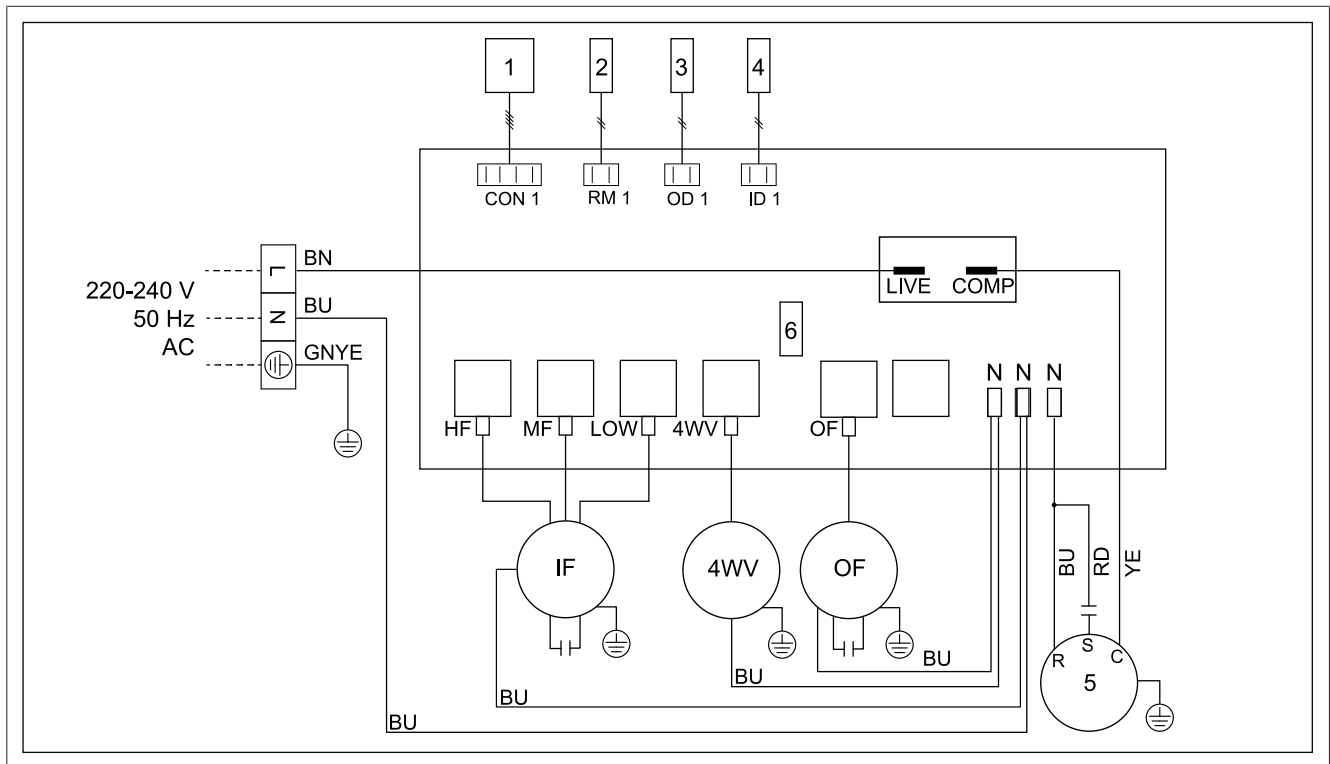 1 2 3 4
CON 1 RM 1 OD 1 ID 1
220-240 V
50 Hz
AC
L BN
N BU
GNYE
LIVE COMP
6
N N N
HF MF LOW 4WV OF
IF 4WV OF
BU RD YE
R S C
5
BU
BU
BU
BU